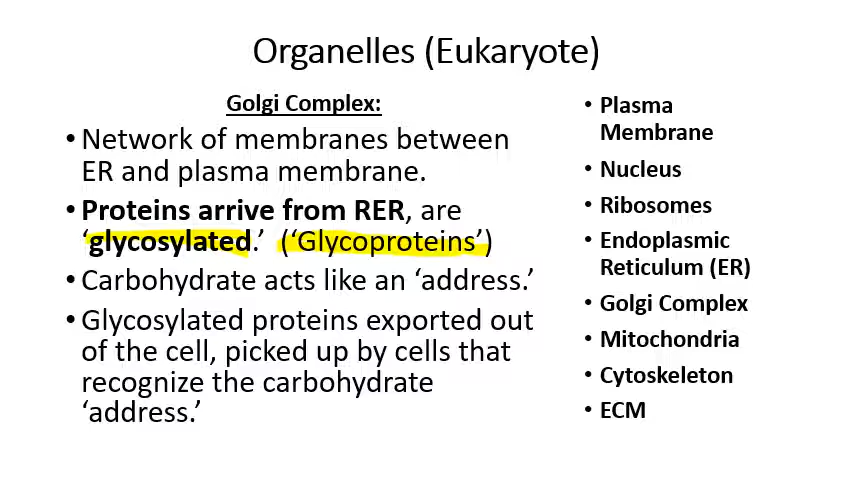 Organelles (Eukaryote)
Golgi Complex:
• Network of membranes between
ER and plasma membrane.
• Proteins arrive from RER, are
‘glycosylated.’ (‘Glycoproteins’)
• Carbohydrate acts like an ‘address.’
• Glycosylated proteins exported out
of the cell, picked up by cells that
recognize the carbohydrate
‘address.’
• Plasma
Membrane
• Nucleus
• Ribosomes
• Endoplasmic
Reticulum (ER)
• Golgi Complex
• Mitochondria
• Cytoskeleton
• ECM